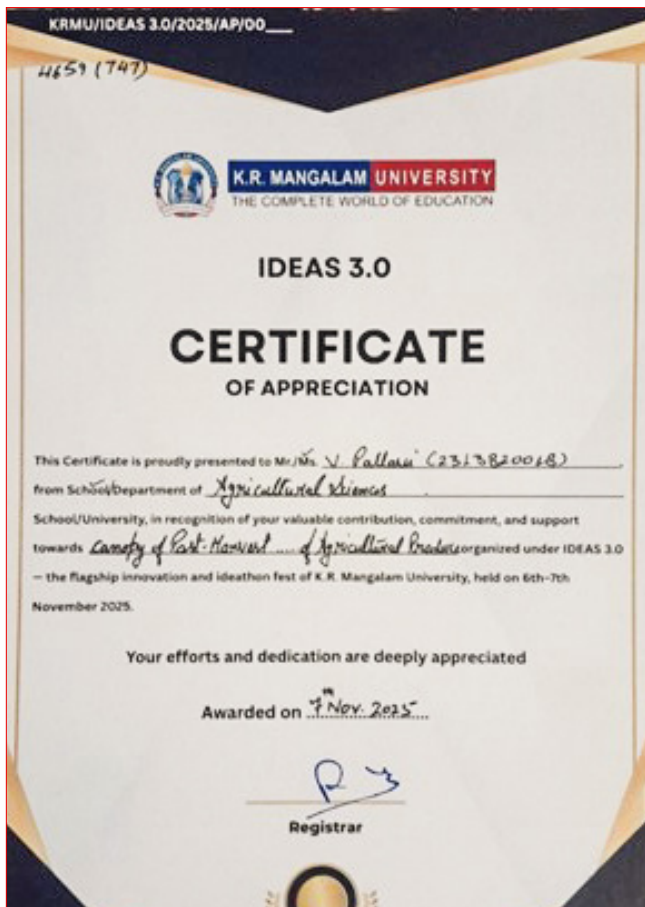 KRMU/IDEAS 3.0/2025/AP/00___
4659 (747)
K.R. MANGALAM UNIVERSITY
THE COMPLETE WORLD OF EDUCATION
IDEAS 3.0
CERTIFICATE
OF APPRECIATION
This Certificate is proudly presented to Mr./Ms. V. Pallavi
from School/Department of Agricultural Sciences
School/University, in recognition of your valuable contribution, commitment, and support
towards Canopy of Post-Harvest .... of Agricultural Produce organized under IDEAS 3.0
– the flagship innovation and ideathon fest of K.R. Mangalam University, held on 6th-7th
November 2025.
Your efforts and dedication are deeply appreciated
Awarded on 7th Nov. 2025
Registrar